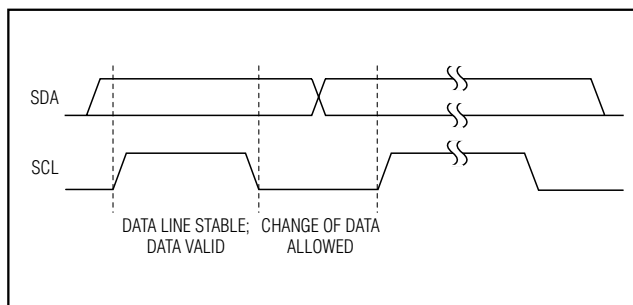 SDA
SCL
DATA LINE STABLE;
DATA VALID
CHANGE OF DATA
ALLOWED